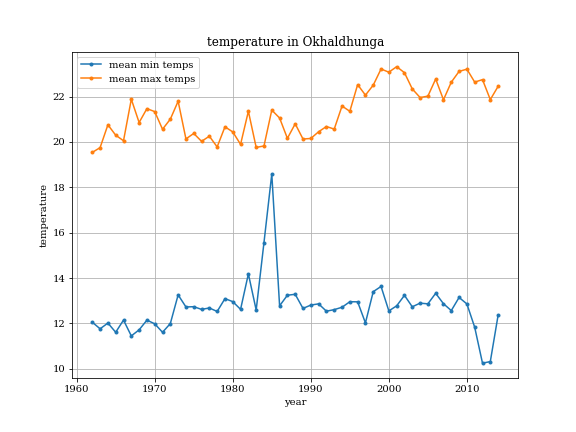 temperature in Okhaldhunga
mean min temps
mean max temps
temperature
22
20
18
16
14
12
10
1960
1970
1980
1990
2000
2010
year